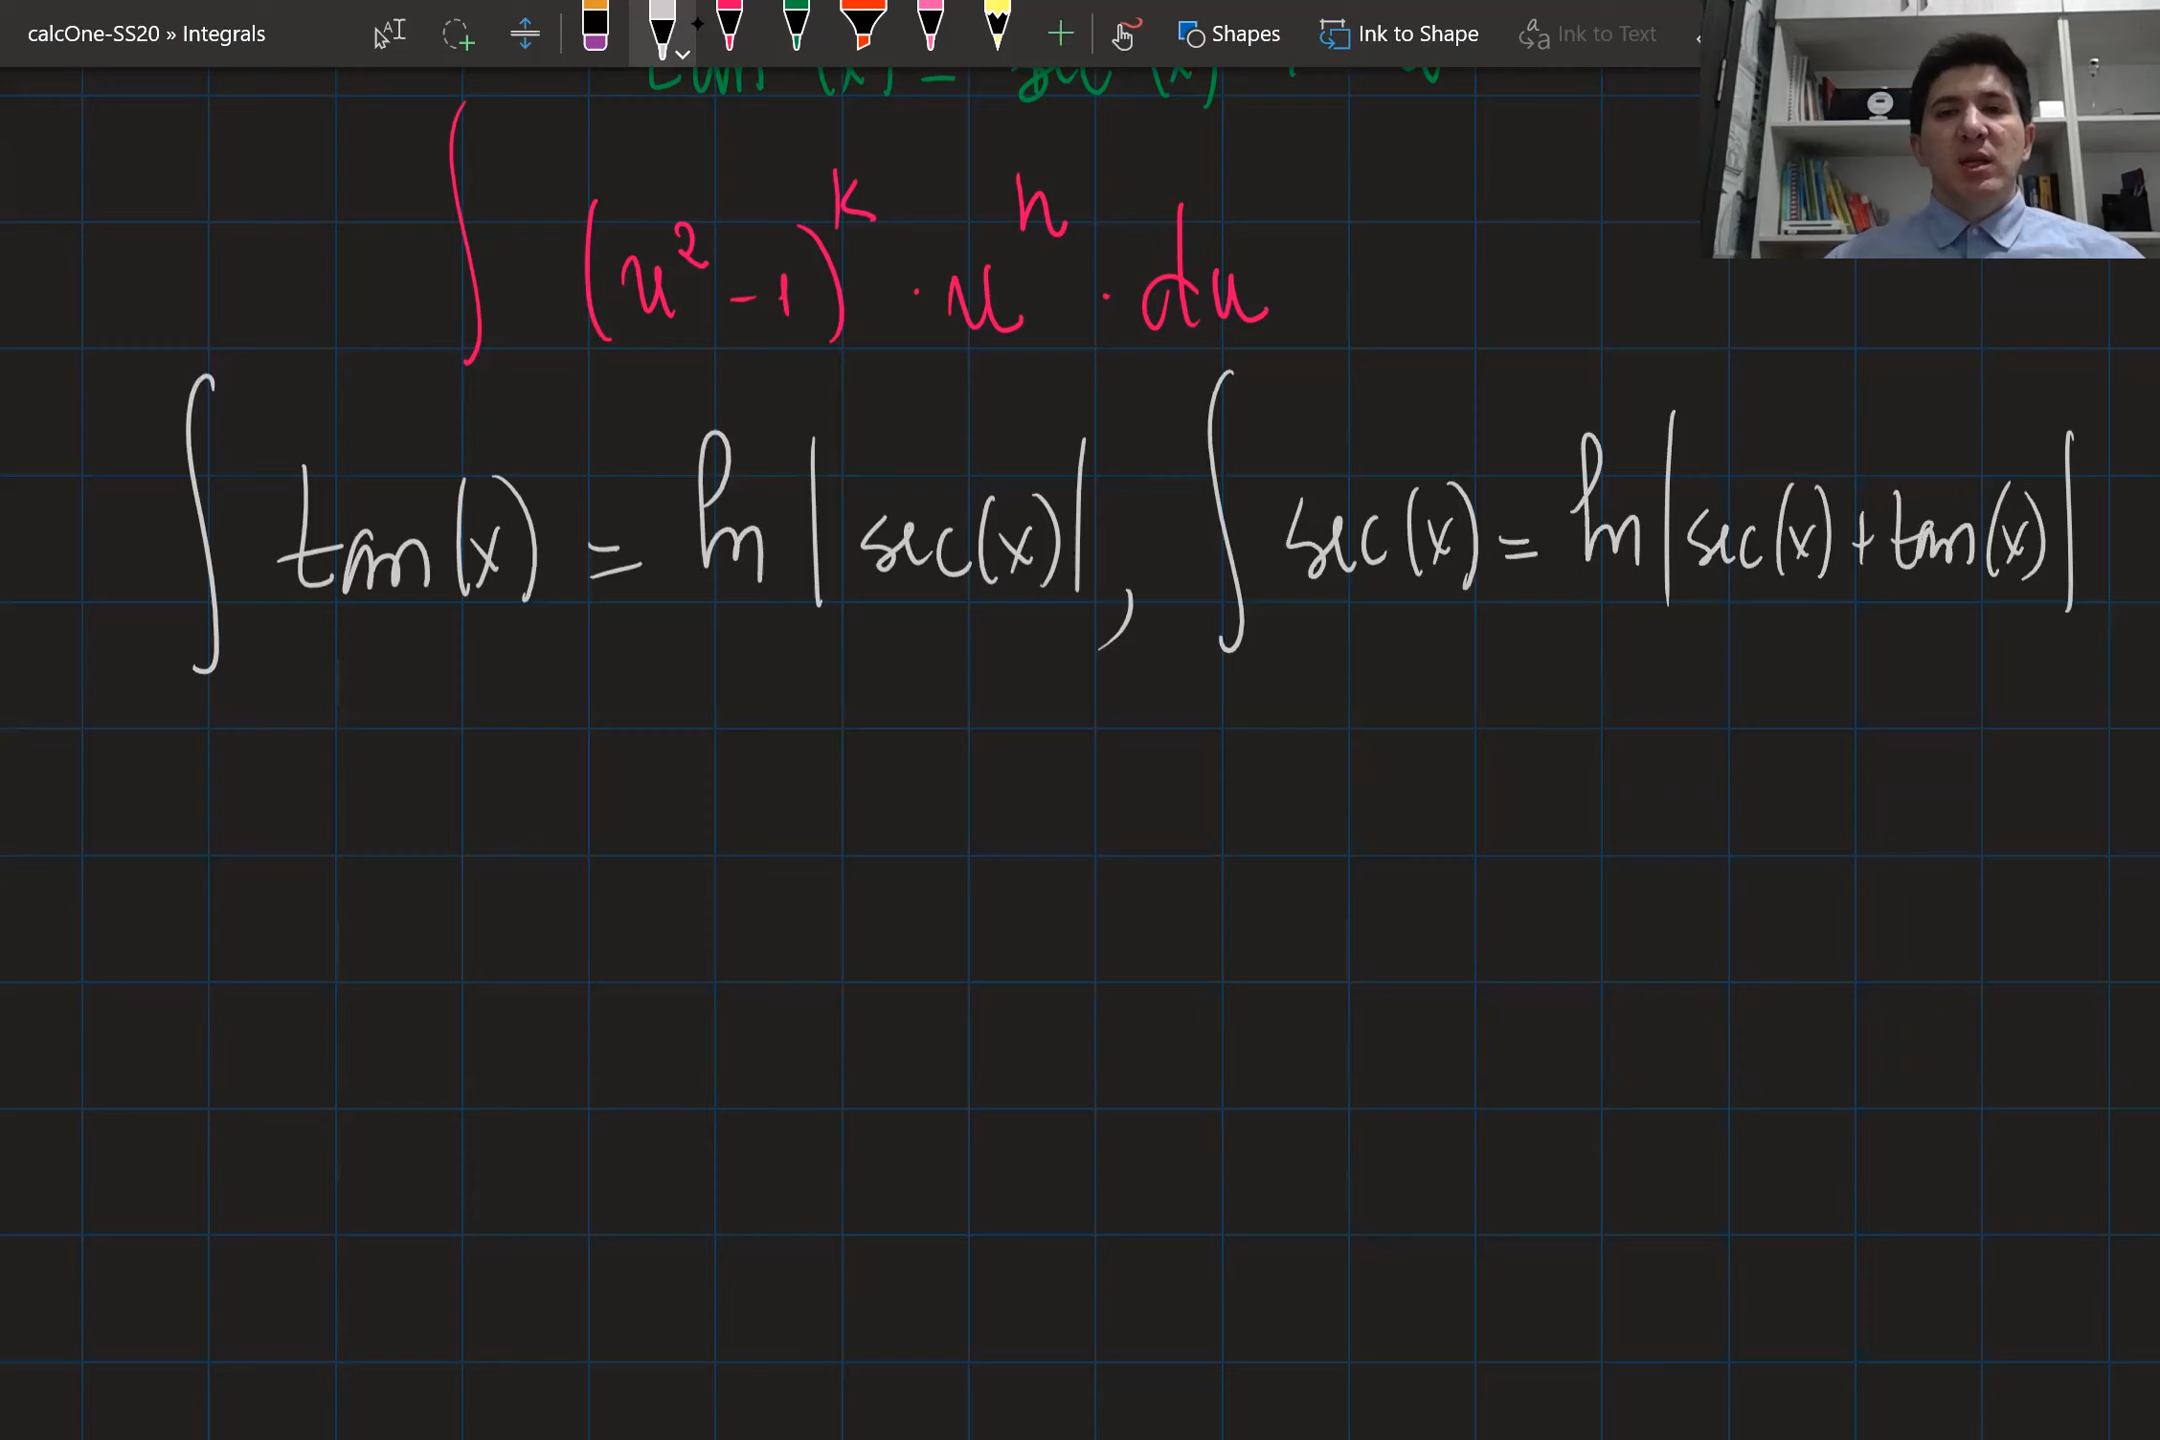 calcOne-SS20 » Integrals
Shapes Ink to Shape Ink to Text
∫ (u² - 1)ᵏ · uⁿ · du
∫ tan(x) = ln | sec(x) | , ∫ sec(x) = ln | sec(x) + tan(x) |